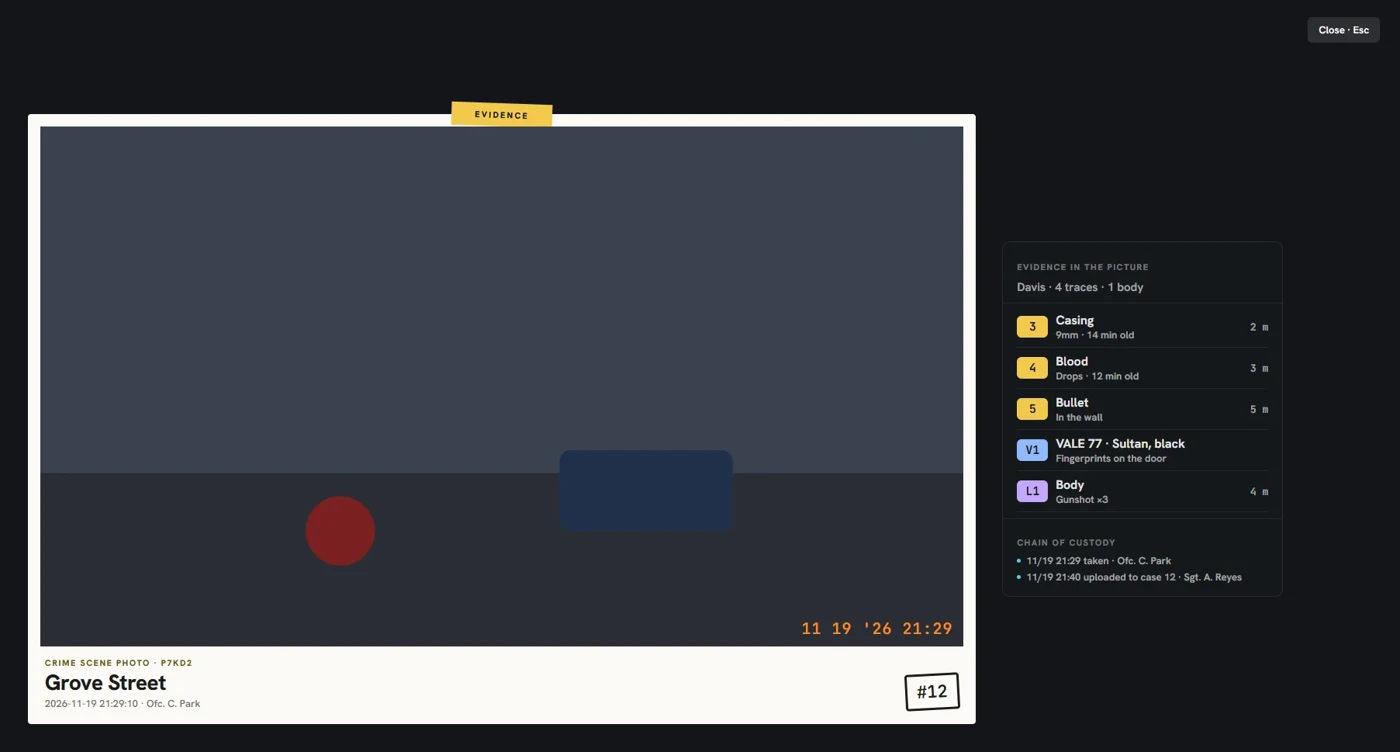 Close · Esc
EVIDENCE
11 19 '26 21:29
CRIME SCENE PHOTO · P7KD2
Grove Street
2026-11-19 21:29:10 · Ofc. C. Park
#12
EVIDENCE IN THE PICTURE
Davis · 4 traces · 1 body
3 Casing 2 m
9mm · 14 min old
4 Blood 3 m
Drops · 12 min old
5 Bullet 5 m
In the wall
V1 VALE 77 · Sultan, black
Fingerprints on the door
L1 Body 4 m
Gunshot ×3
CHAIN OF CUSTODY
11/19 21:29 taken · Ofc. C. Park
11/19 21:40 uploaded to case 12 · Sgt. A. Reyes